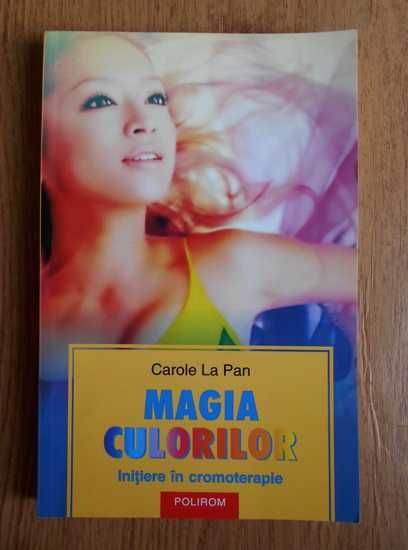 Carole La Pan
MAGIA
CULORILOR
Inițiere în cromoterapie
POLIROM